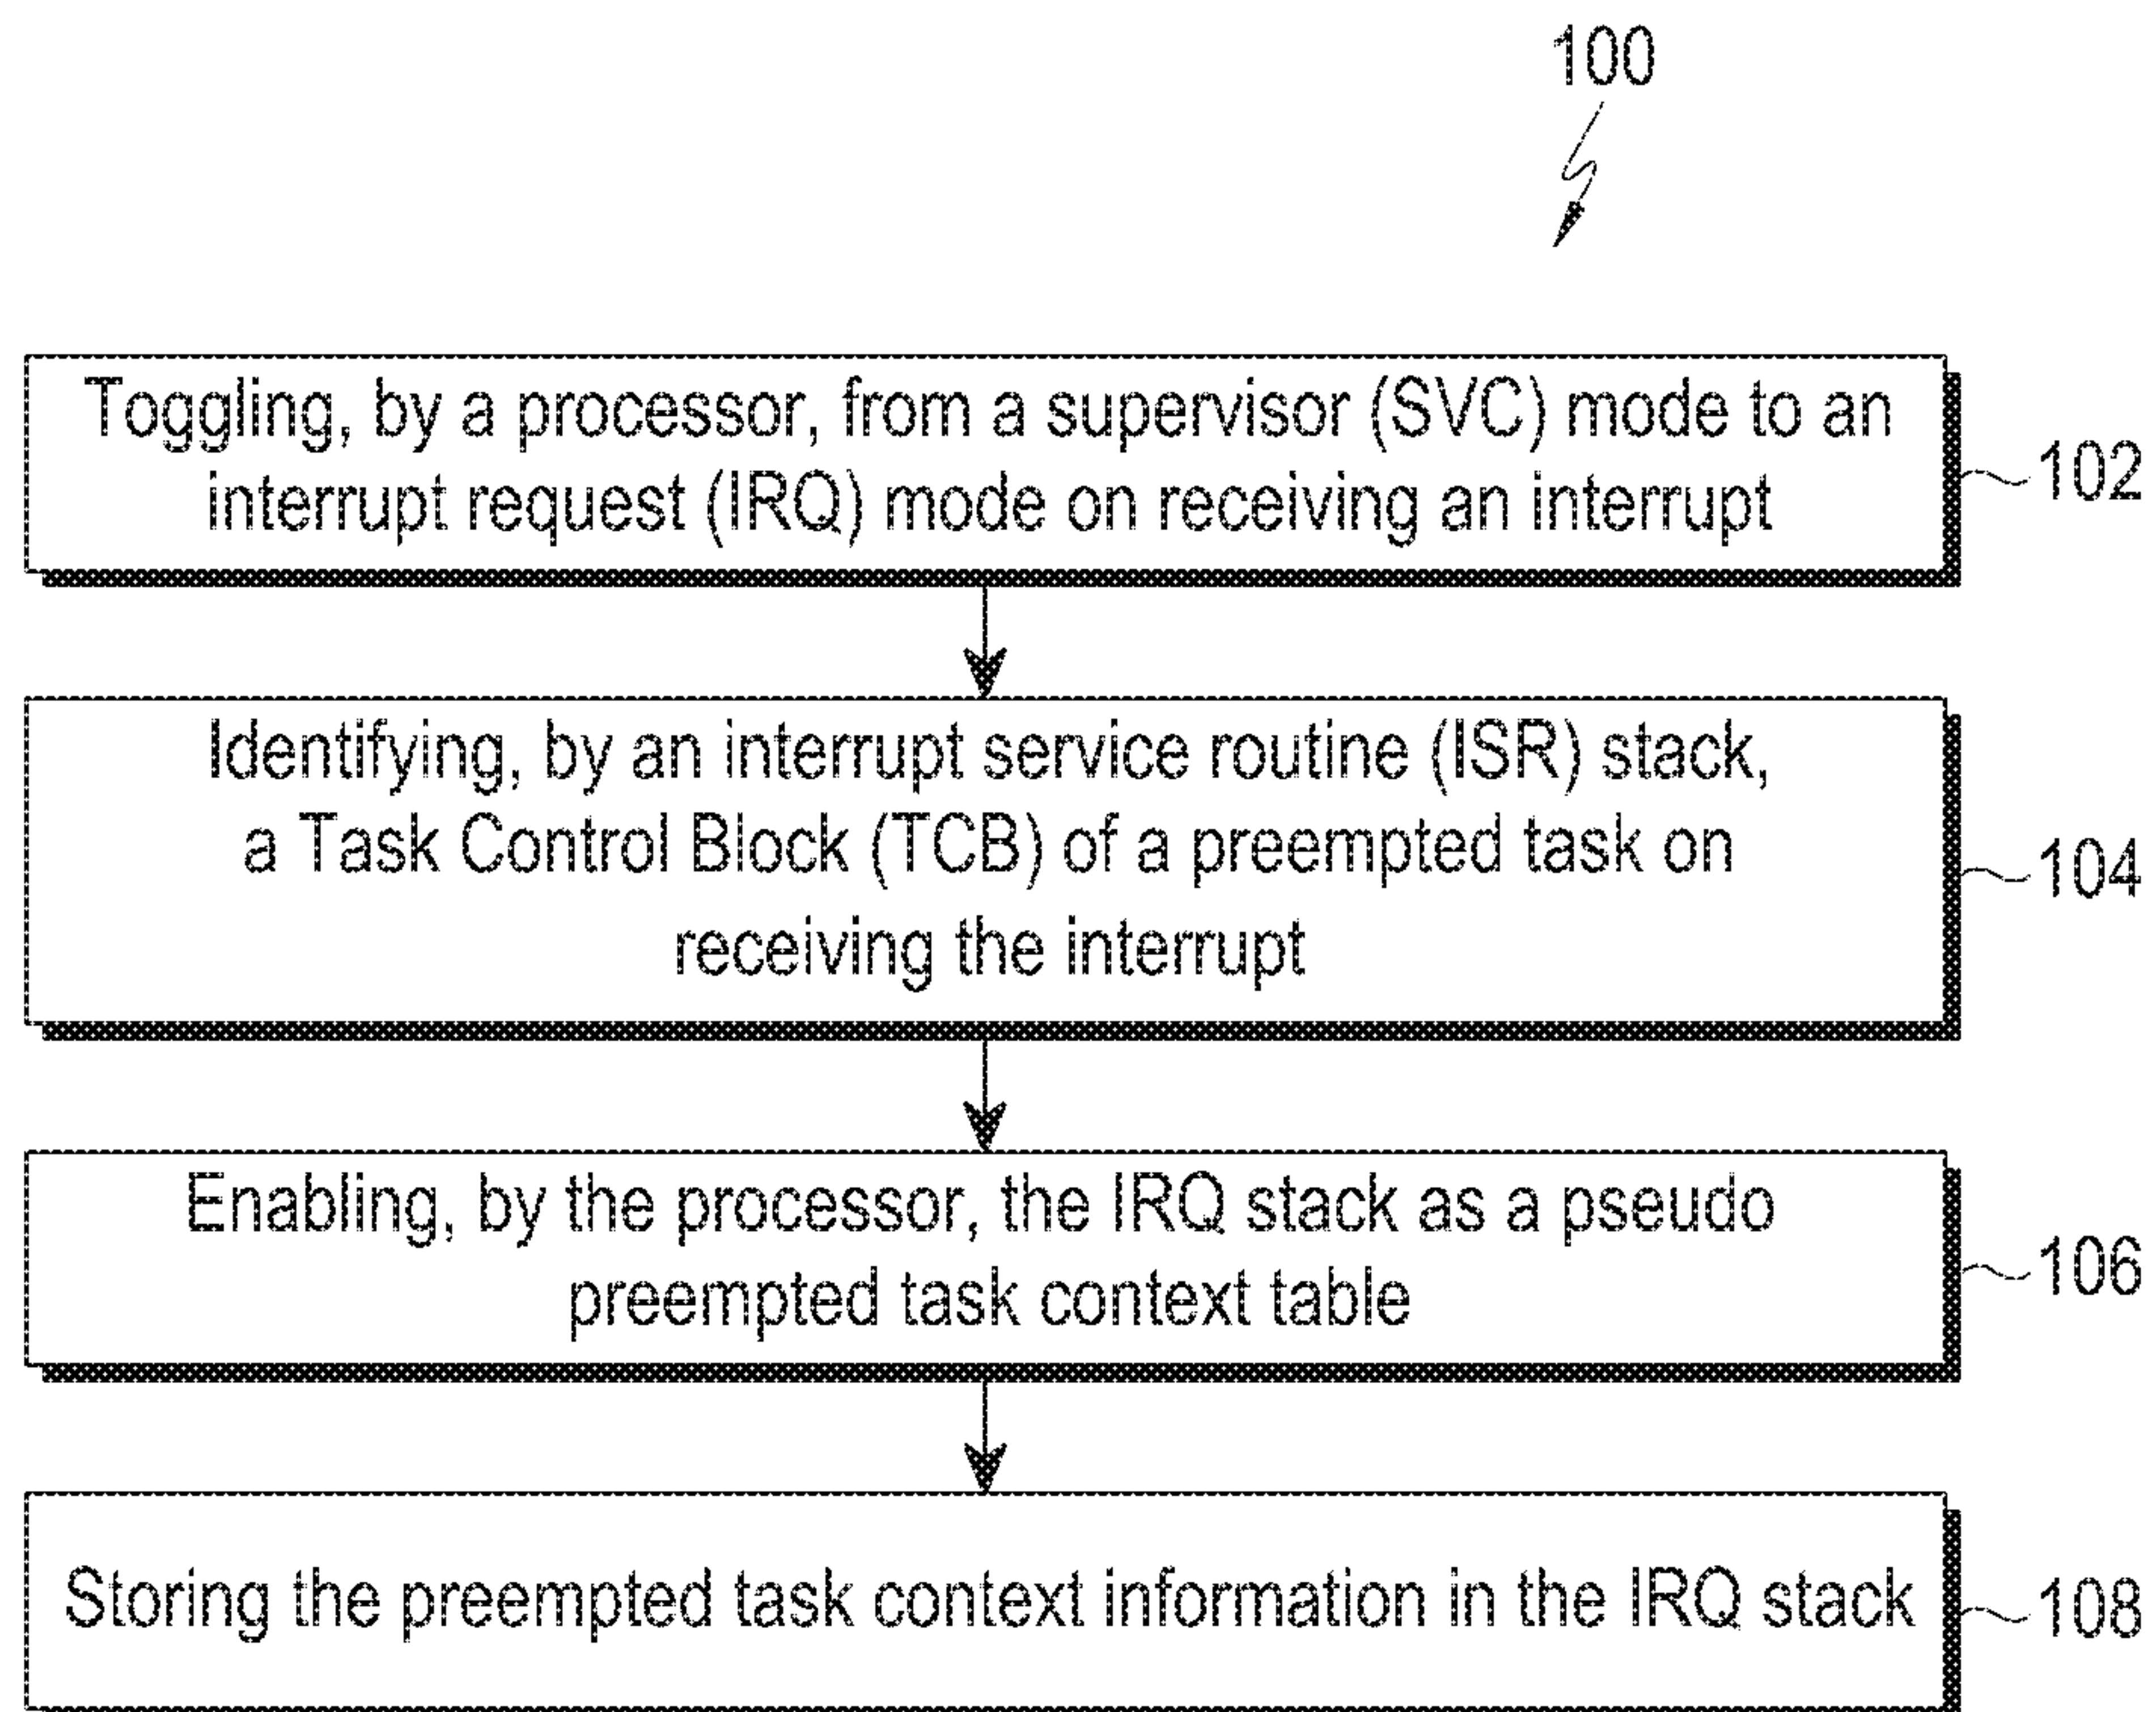 100
Toggling, by a processor, from a supervisor (SVC) mode to an
interrupt request (IRQ) mode on receiving an interrupt
102
Identifying, by an interrupt service routine (ISR) stack,
a Task Control Block (TCB) of a preempted task on
receiving the interrupt
104
Enabling, by the processor, the IRQ stack as a pseudo
preempted task context table
106
Storing the preempted task context information in the IRQ stack
108